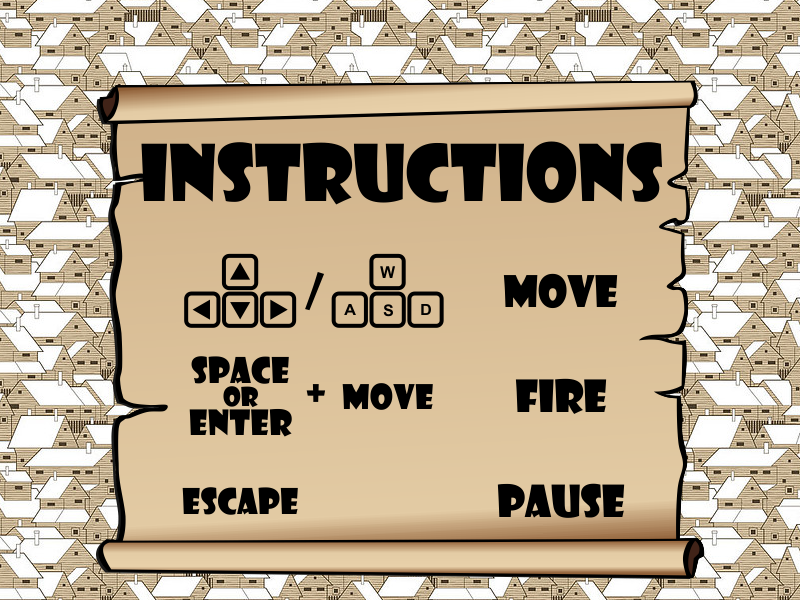 INSTRUCTIONS
W
/
A S D
MOVE
SPACE
OR
ENTER
+ MOVE
FIRE
ESCAPE
PAUSE